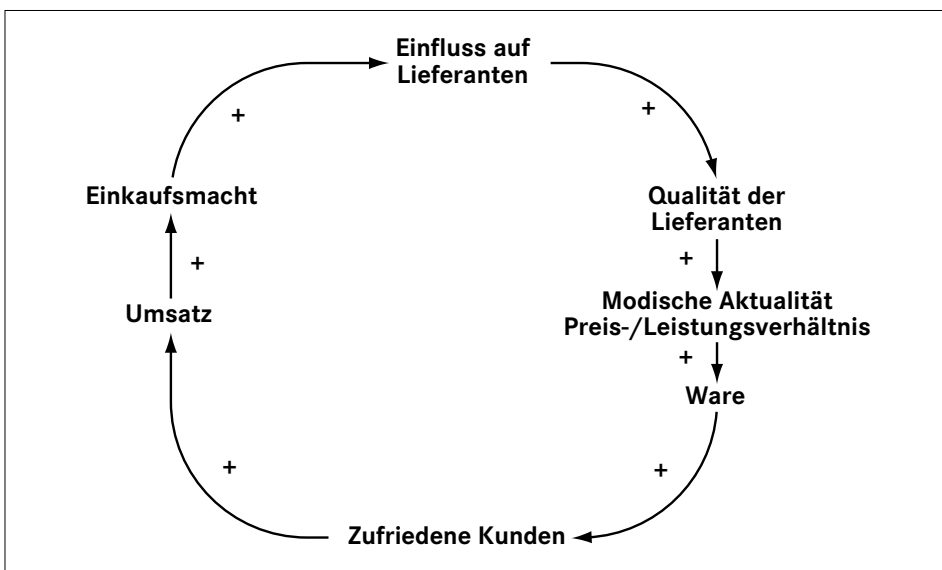 Einfluss auf
Lieferanten
+
+
Einkaufsmacht
Qualität der
Lieferanten
+
+
Umsatz
Modische Aktualität
Preis-/Leistungsverhältnis
+
Ware
+
+
Zufriedene Kunden